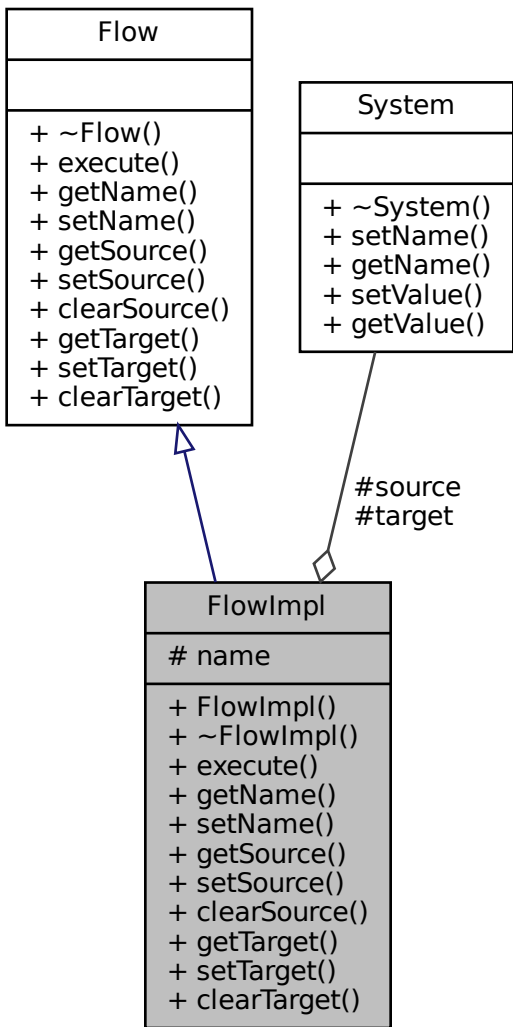 Flow
+ ~Flow()
+ execute()
+ getName()
+ setName()
+ getSource()
+ setSource()
+ clearSource()
+ getTarget()
+ setTarget()
+ clearTarget()
System
+ ~System()
+ setName()
+ getName()
+ setValue()
+ getValue()
#source
#target
FlowImpl
# name
+ FlowImpl()
+ ~FlowImpl()
+ execute()
+ getName()
+ setName()
+ getSource()
+ setSource()
+ clearSource()
+ getTarget()
+ setTarget()
+ clearTarget()